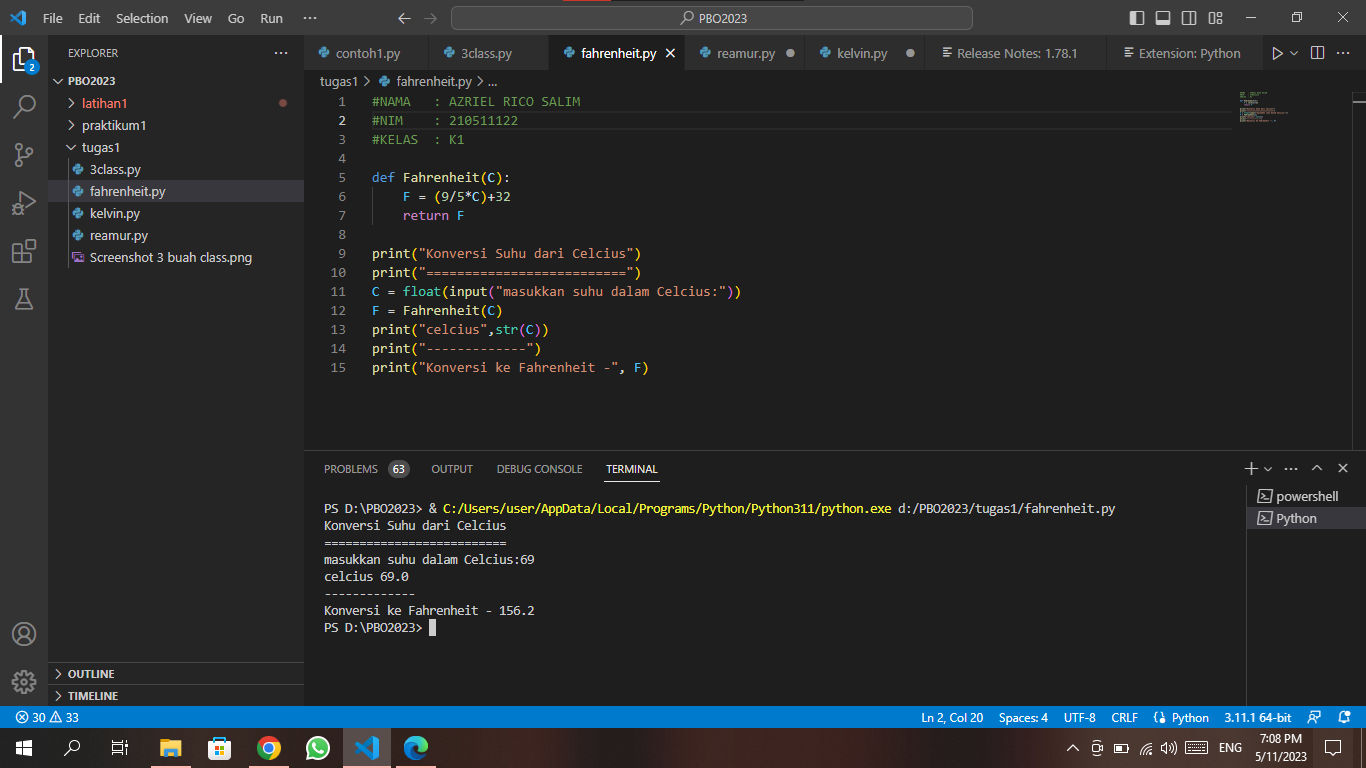 File Edit Selection View Go Run ··· PBO2023
EXPLORER ···
PBO2023
latihan1
praktikum1
tugas1
3class.py
fahrenheit.py
kelvin.py
reamur.py
Screenshot 3 buah class.png
OUTLINE
TIMELINE
2
contoh1.py 3class.py fahrenheit.py reamur.py kelvin.py Release Notes: 1.78.1 Extension: Python
tugas1 > fahrenheit.py > ...
1 #NAMA : AZRIEL RICO SALIM
2 #NIM : 210511122
3 #KELAS : K1
4
5 def Fahrenheit(C):
6 F = (9/5*C)+32
7 return F
8
9 print("Konversi Suhu dari Celcius")
10 print("==========================")
11 C = float(input("masukkan suhu dalam Celcius:"))
12 F = Fahrenheit(C)
13 print("celcius",str(C))
14 print("-------------")
15 print("Konversi ke Fahrenheit -", F)
PROBLEMS 63 OUTPUT DEBUG CONSOLE TERMINAL
PS D:\PBO2023> & C:/Users/user/AppData/Local/Programs/Python/Python311/python.exe d:/PBO2023/tugas1/fahrenheit.py
Konversi Suhu dari Celcius
==========================
masukkan suhu dalam Celcius:69
celcius 69.0
-------------
Konversi ke Fahrenheit - 156.2
PS D:\PBO2023>
powershell
Python
30 33 Ln 2, Col 20 Spaces: 4 UTF-8 CRLF Python 3.11.1 64-bit
ENG 7:08 PM
5/11/2023